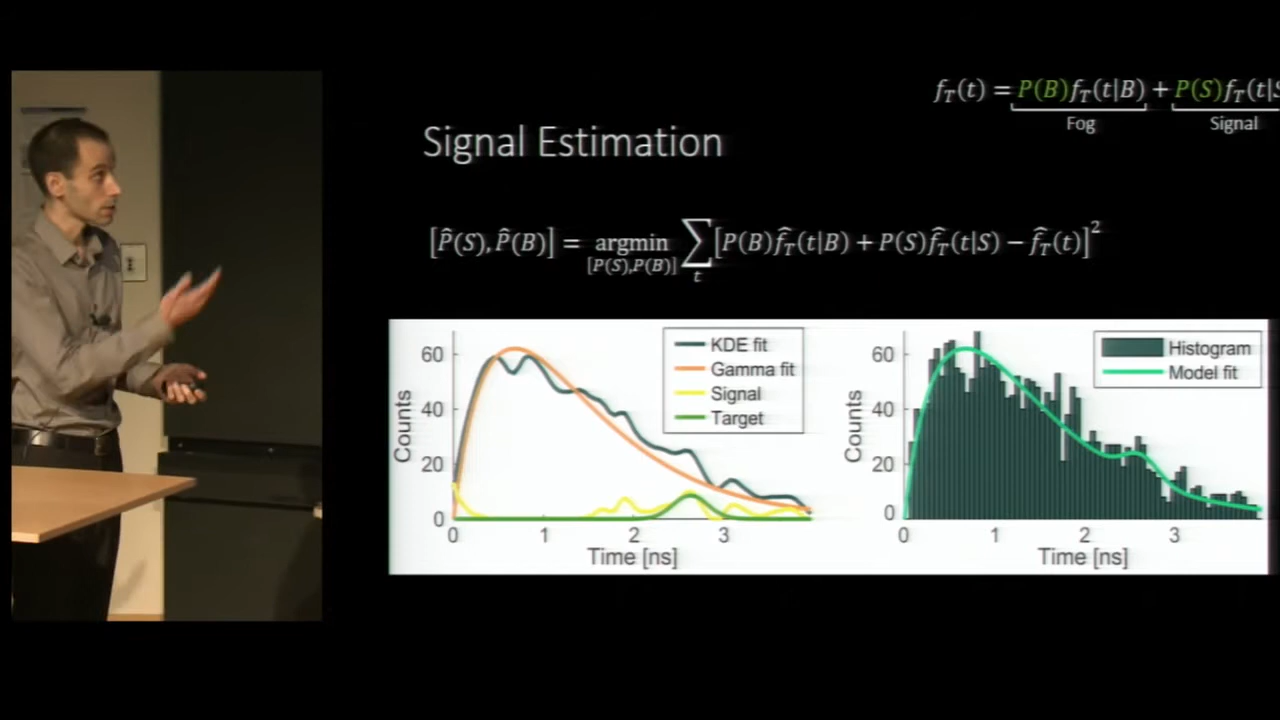 f_T(t) = P(B)f_T(t|B) + P(S)f_T(t|S
Fog
Signal
Signal Estimation
[P̂(S), P̂(B)] = argmin ∑ [P(B)f̂_T(t|B) + P(S)f̂_T(t|S) − f̂_T(t)]²
[P(S),P(B)] t
KDE fit
Gamma fit
Signal
Target
Counts
60
40
20
0
0 1 2 3
Time [ns]
Histogram
Model fit
Counts
60
40
20
0
0 1 2 3
Time [ns]